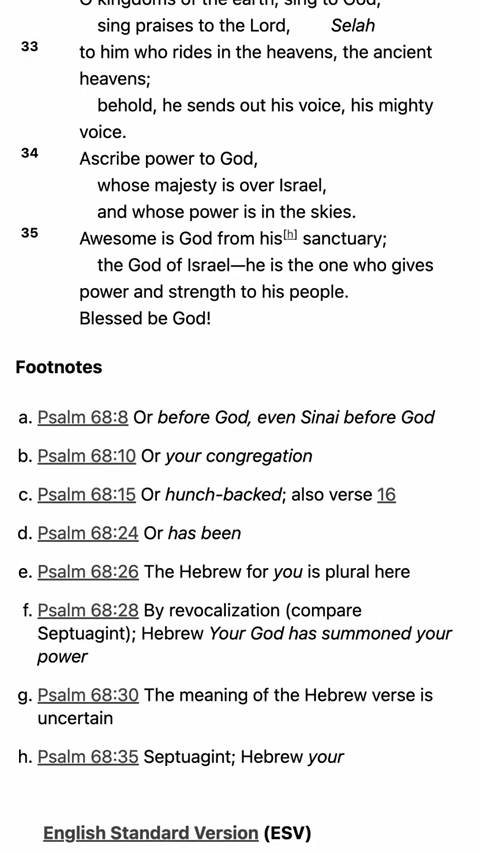 O kingdoms of the earth, sing to God;
sing praises to the Lord, Selah
33 to him who rides in the heavens, the ancient
heavens;
behold, he sends out his voice, his mighty
voice.
34 Ascribe power to God,
whose majesty is over Israel,
and whose power is in the skies.
35 Awesome is God from his[h] sanctuary;
the God of Israel—he is the one who gives
power and strength to his people.
Blessed be God!
Footnotes
a. Psalm 68:8 Or before God, even Sinai before God
b. Psalm 68:10 Or your congregation
c. Psalm 68:15 Or hunch-backed; also verse 16
d. Psalm 68:24 Or has been
e. Psalm 68:26 The Hebrew for you is plural here
f. Psalm 68:28 By revocalization (compare
Septuagint); Hebrew Your God has summoned your
power
g. Psalm 68:30 The meaning of the Hebrew verse is
uncertain
h. Psalm 68:35 Septuagint; Hebrew your
English Standard Version (ESV)